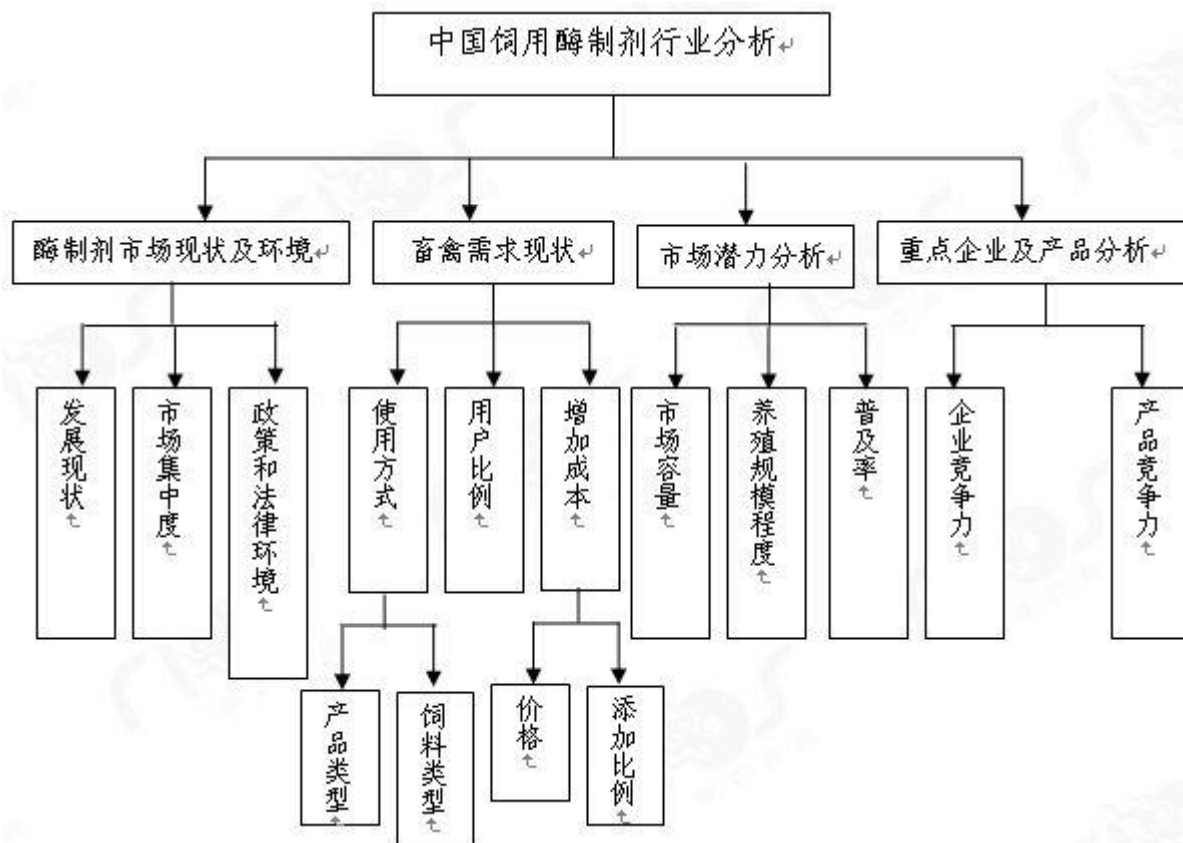 中国饲用酶制剂行业分析
酶制剂市场现状及环境
畜禽需求现状
市场潜力分析
重点企业及产品分析
发展现状
市场集中度
政策和法律环境
使用方式
用户比例
增加成本
市场容量
养殖规模程度
普及率
企业竞争力
产品竞争力
产品类型
饲料类型
价格
添加比例